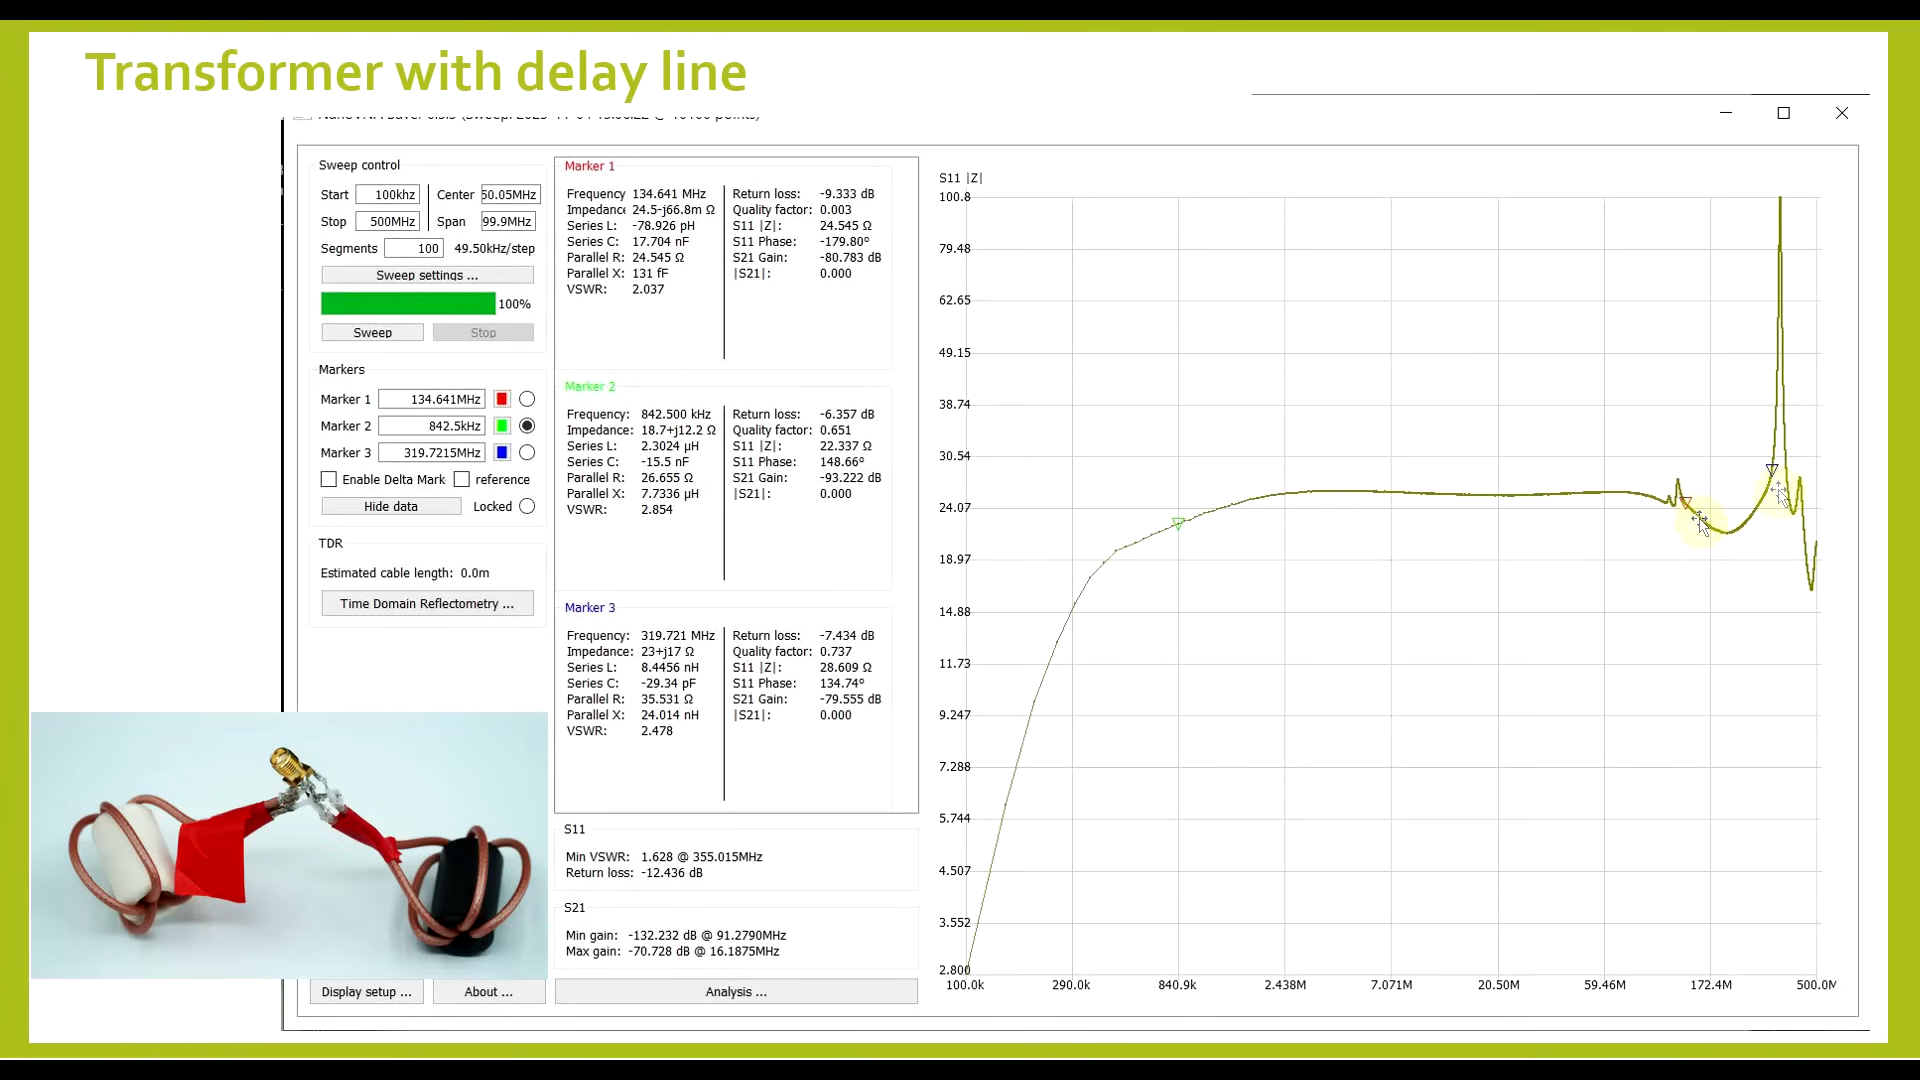 Transformer with delay line
Sweep control
Start 100khz Center 50.05MHz
Stop 500MHz Span 99.9MHz
Segments 100 49.50kHz/step
Sweep settings ...
100%
Sweep Stop
Markers
Marker 1 134.641MHz
Marker 2 842.5kHz
Marker 3 319.7215MHz
Enable Delta Mark reference
Hide data Locked
TDR
Estimated cable length: 0.0m
Time Domain Reflectometry ...
Display setup ... About ...
Marker 1
Frequency 134.641 MHz Return loss: -9.333 dB
Impedanc 24.5-j66.8m Ω Quality factor: 0.003
Series L: -78.926 pH S11 |Z|: 24.545 Ω
Series C: 17.704 nF S11 Phase: -179.80°
Parallel R: 24.545 Ω S21 Gain: -80.783 dB
Parallel X: 131 fF |S21|: 0.000
VSWR: 2.037
Marker 2
Frequency: 842.500 kHz Return loss: -6.357 dB
Impedance: 18.7+j12.2 Ω Quality factor: 0.651
Series L: 2.3024 µH S11 |Z|: 22.337 Ω
Series C: -15.5 nF S11 Phase: 148.66°
Parallel R: 26.655 Ω S21 Gain: -93.222 dB
Parallel X: 7.7336 µH |S21|: 0.000
VSWR: 2.854
Marker 3
Frequency: 319.721 MHz Return loss: -7.434 dB
Impedance: 23+j17 Ω Quality factor: 0.737
Series L: 8.4456 nH S11 |Z|: 28.609 Ω
Series C: -29.34 pF S11 Phase: 134.74°
Parallel R: 35.531 Ω S21 Gain: -79.555 dB
Parallel X: 24.014 nH |S21|: 0.000
VSWR: 2.478
S11
Min VSWR: 1.628 @ 355.015MHz
Return loss: -12.436 dB
S21
Min gain: -132.232 dB @ 91.2790MHz
Max gain: -70.728 dB @ 16.1875MHz
Analysis ...
S11 |Z|
100.8
79.48
62.65
49.15
38.74
30.54
24.07
18.97
14.88
11.73
9.247
7.288
5.744
4.507
3.552
2.800
100.0k 290.0k 840.9k 2.438M 7.071M 20.50M 59.46M 172.4M 500.0M